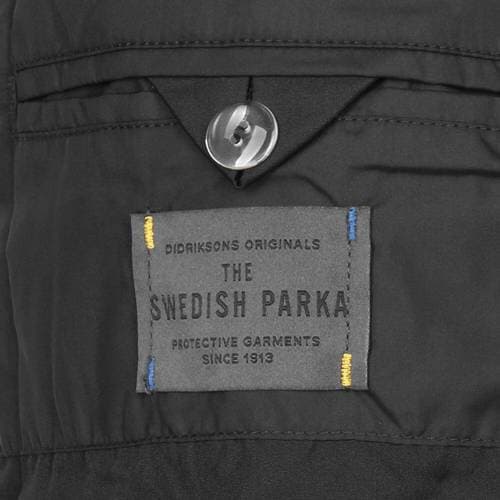 DIDRIKSONS ORIGINALS
THE
SWEDISH PARKA
PROTECTIVE GARMENTS
SINCE 1913